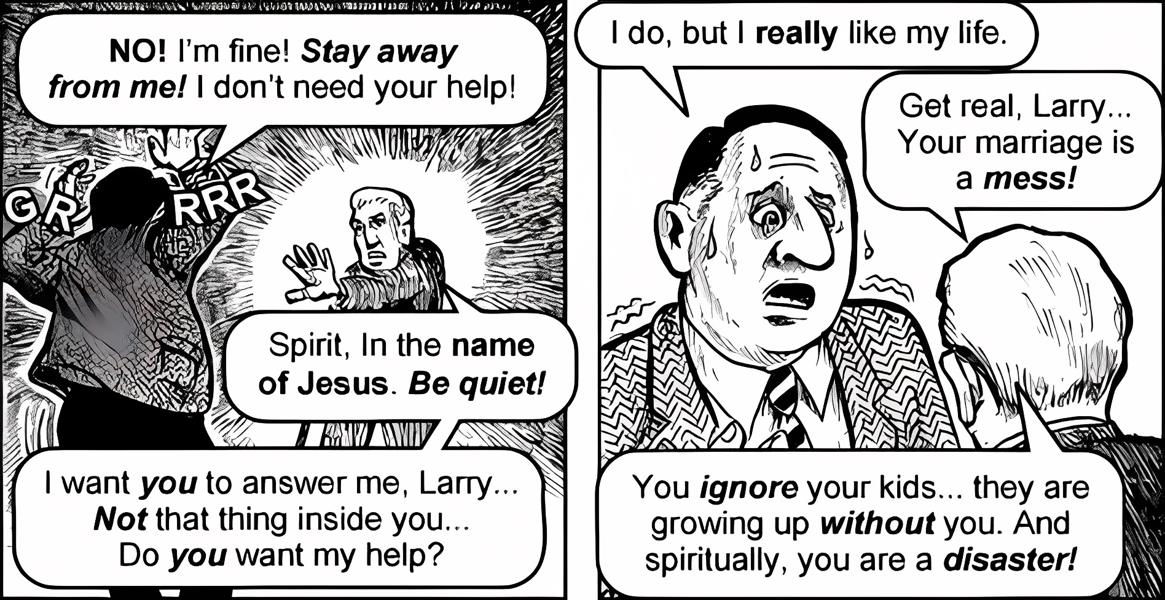 NO! I'm fine! Stay away
from me! I don't need your help!
GR RRR
Spirit, In the name
of Jesus. Be quiet!
I want you to answer me, Larry...
Not that thing inside you...
Do you want my help?
I do, but I really like my life.
Get real, Larry...
Your marriage is
a mess!
You ignore your kids... they are
growing up without you. And
spiritually, you are a disaster!